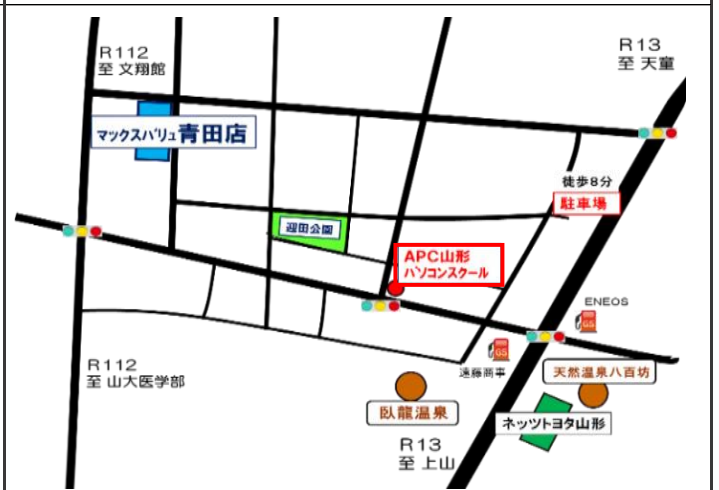 R112
至 文翔館
R13
至 天童
マックスバリュ青田店
徒歩8分
駐車場
迎田公園
APC山形
パソコンスクール
ENEOS
GS
GS
遠藤商事
R112
至 山大医学部
天然温泉八百坊
臥龍温泉
ネッツトヨタ山形
R13
至 上山